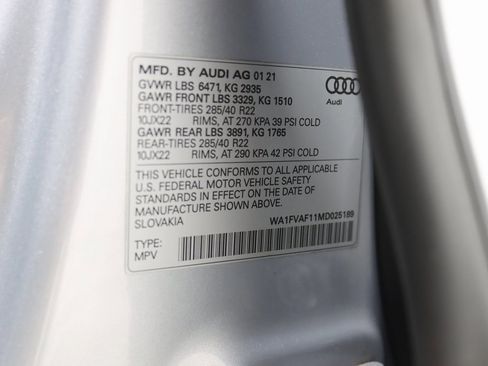 MFD. BY AUDI AG 01 21
GVWR LBS 6471, KG 2935
GAWR FRONT LBS 3329, KG 1510
FRONT-TIRES 285/40 R22
10JX22 RIMS, AT 270 KPA 39 PSI COLD
GAWR REAR LBS 3891, KG 1765
REAR-TIRES 285/40 R22
10JX22 RIMS, AT 290 KPA 42 PSI COLD
Audi
THIS VEHICLE CONFORMS TO ALL APPLICABLE
U.S. FEDERAL MOTOR VEHICLE SAFETY
STANDARDS IN EFFECT ON THE DATE OF
MANUFACTURE SHOWN ABOVE.
SLOVAKIA WA1FVAF11MD025189
TYPE:
MPV